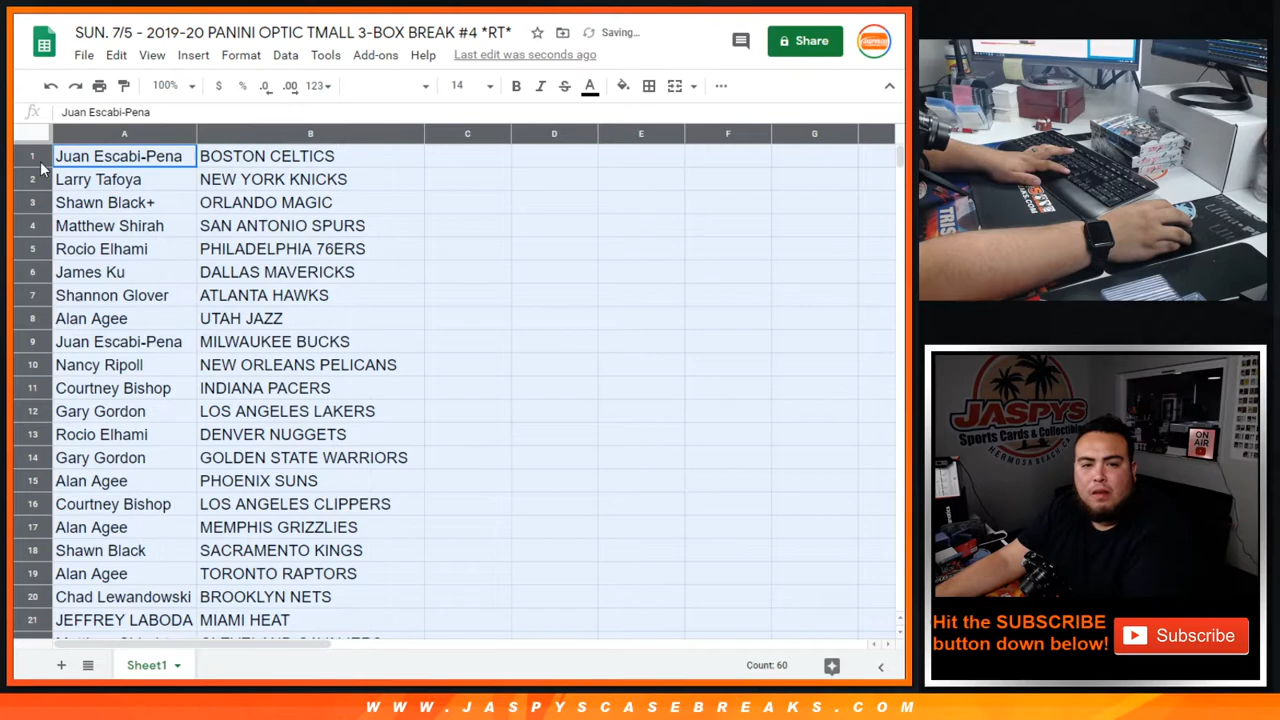 SUN. 7/5 - 2019-20 PANINI OPTIC TMALL 3-BOX BREAK #4 *RT*
Saving...
Share
File Edit View Insert Format Data Tools Add-ons Help Last edit was seconds ago
100% $ % .0 .00 123 14 B I S A
fx Juan Escabi-Pena
A B C D E F G
1 Juan Escabi-Pena BOSTON CELTICS
2 Larry Tafoya NEW YORK KNICKS
3 Shawn Black+ ORLANDO MAGIC
4 Matthew Shirah SAN ANTONIO SPURS
5 Rocio Elhami PHILADELPHIA 76ERS
6 James Ku DALLAS MAVERICKS
7 Shannon Glover ATLANTA HAWKS
8 Alan Agee UTAH JAZZ
9 Juan Escabi-Pena MILWAUKEE BUCKS
10 Nancy Ripoll NEW ORLEANS PELICANS
11 Courtney Bishop INDIANA PACERS
12 Gary Gordon LOS ANGELES LAKERS
13 Rocio Elhami DENVER NUGGETS
14 Gary Gordon GOLDEN STATE WARRIORS
15 Alan Agee PHOENIX SUNS
16 Courtney Bishop LOS ANGELES CLIPPERS
17 Alan Agee MEMPHIS GRIZZLIES
18 Shawn Black SACRAMENTO KINGS
19 Alan Agee TORONTO RAPTORS
20 Chad Lewandowski BROOKLYN NETS
21 JEFFREY LABODA MIAMI HEAT
Sheet1
Count: 60
JASPYS
Sports Cards & Collectibles
HERMOSA BEACH, CA
ON AIR
Hit the SUBSCRIBE
button down below!
Subscribe
WWW.JASPYSCASEBREAKS.COM